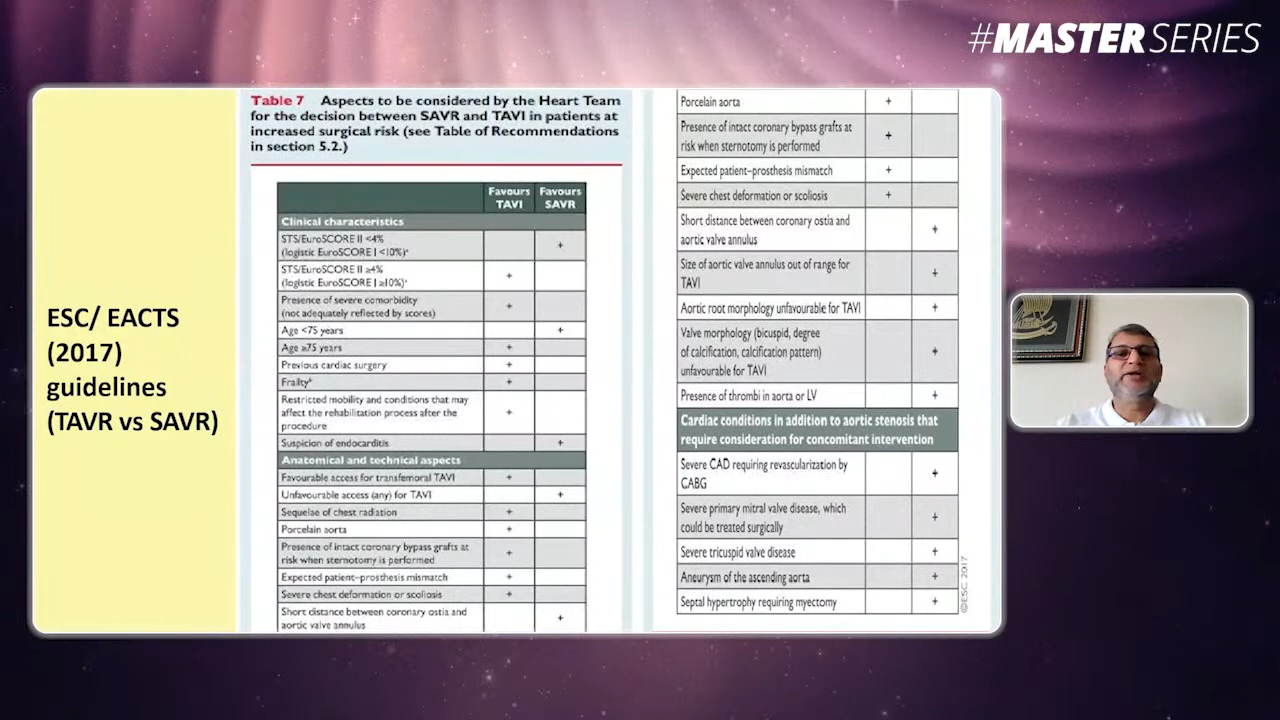 #MASTERSERIES
ESC/ EACTS
(2017)
guidelines
(TAVR vs SAVR)
Table 7 Aspects to be considered by the Heart Team
for the decision between SAVR and TAVI in patients at
increased surgical risk (see Table of Recommendations
in section 5.2.)
Favours TAVI Favours SAVR
Clinical characteristics
STS/EuroSCORE II <4%
(logistic EuroSCORE I <10%)ᵃ +
STS/EuroSCORE II ≥4%
(logistic EuroSCORE I ≥10%)ᵃ +
Presence of severe comorbidity
(not adequately reflected by scores) +
Age <75 years +
Age ≥75 years +
Previous cardiac surgery +
Frailtyᵇ +
Restricted mobility and conditions that may
affect the rehabilitation process after the +
procedure
Suspicion of endocarditis +
Anatomical and technical aspects
Favourable access for transfemoral TAVI +
Unfavourable access (any) for TAVI +
Sequelae of chest radiation +
Porcelain aorta +
Presence of intact coronary bypass grafts at
risk when sternotomy is performed +
Expected patient–prosthesis mismatch +
Severe chest deformation or scoliosis +
Short distance between coronary ostia and
aortic valve annulus +
Porcelain aorta +
Presence of intact coronary bypass grafts at
risk when sternotomy is performed +
Expected patient–prosthesis mismatch +
Severe chest deformation or scoliosis +
Short distance between coronary ostia and
aortic valve annulus +
Size of aortic valve annulus out of range for
TAVI +
Aortic root morphology unfavourable for TAVI +
Valve morphology (bicuspid, degree
of calcification, calcification pattern) +
unfavourable for TAVI
Presence of thrombi in aorta or LV +
Cardiac conditions in addition to aortic stenosis that
require consideration for concomitant intervention
Severe CAD requiring revascularization by
CABG +
Severe primary mitral valve disease, which
could be treated surgically +
Severe tricuspid valve disease +
Aneurysm of the ascending aorta +
Septal hypertrophy requiring myectomy +
©ESC 2017